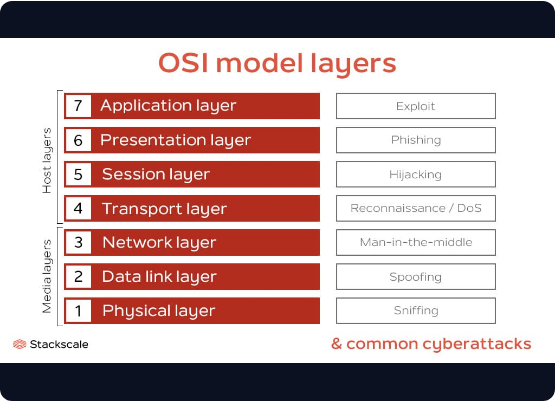 OSI model layers
Host layers
7 Application layer Exploit
6 Presentation layer Phishing
5 Session layer Hijacking
4 Transport layer Reconnaissance / DoS
Media layers
3 Network layer Man-in-the-middle
2 Data link layer Spoofing
1 Physical layer Sniffing
Stackscale
& common cyberattacks